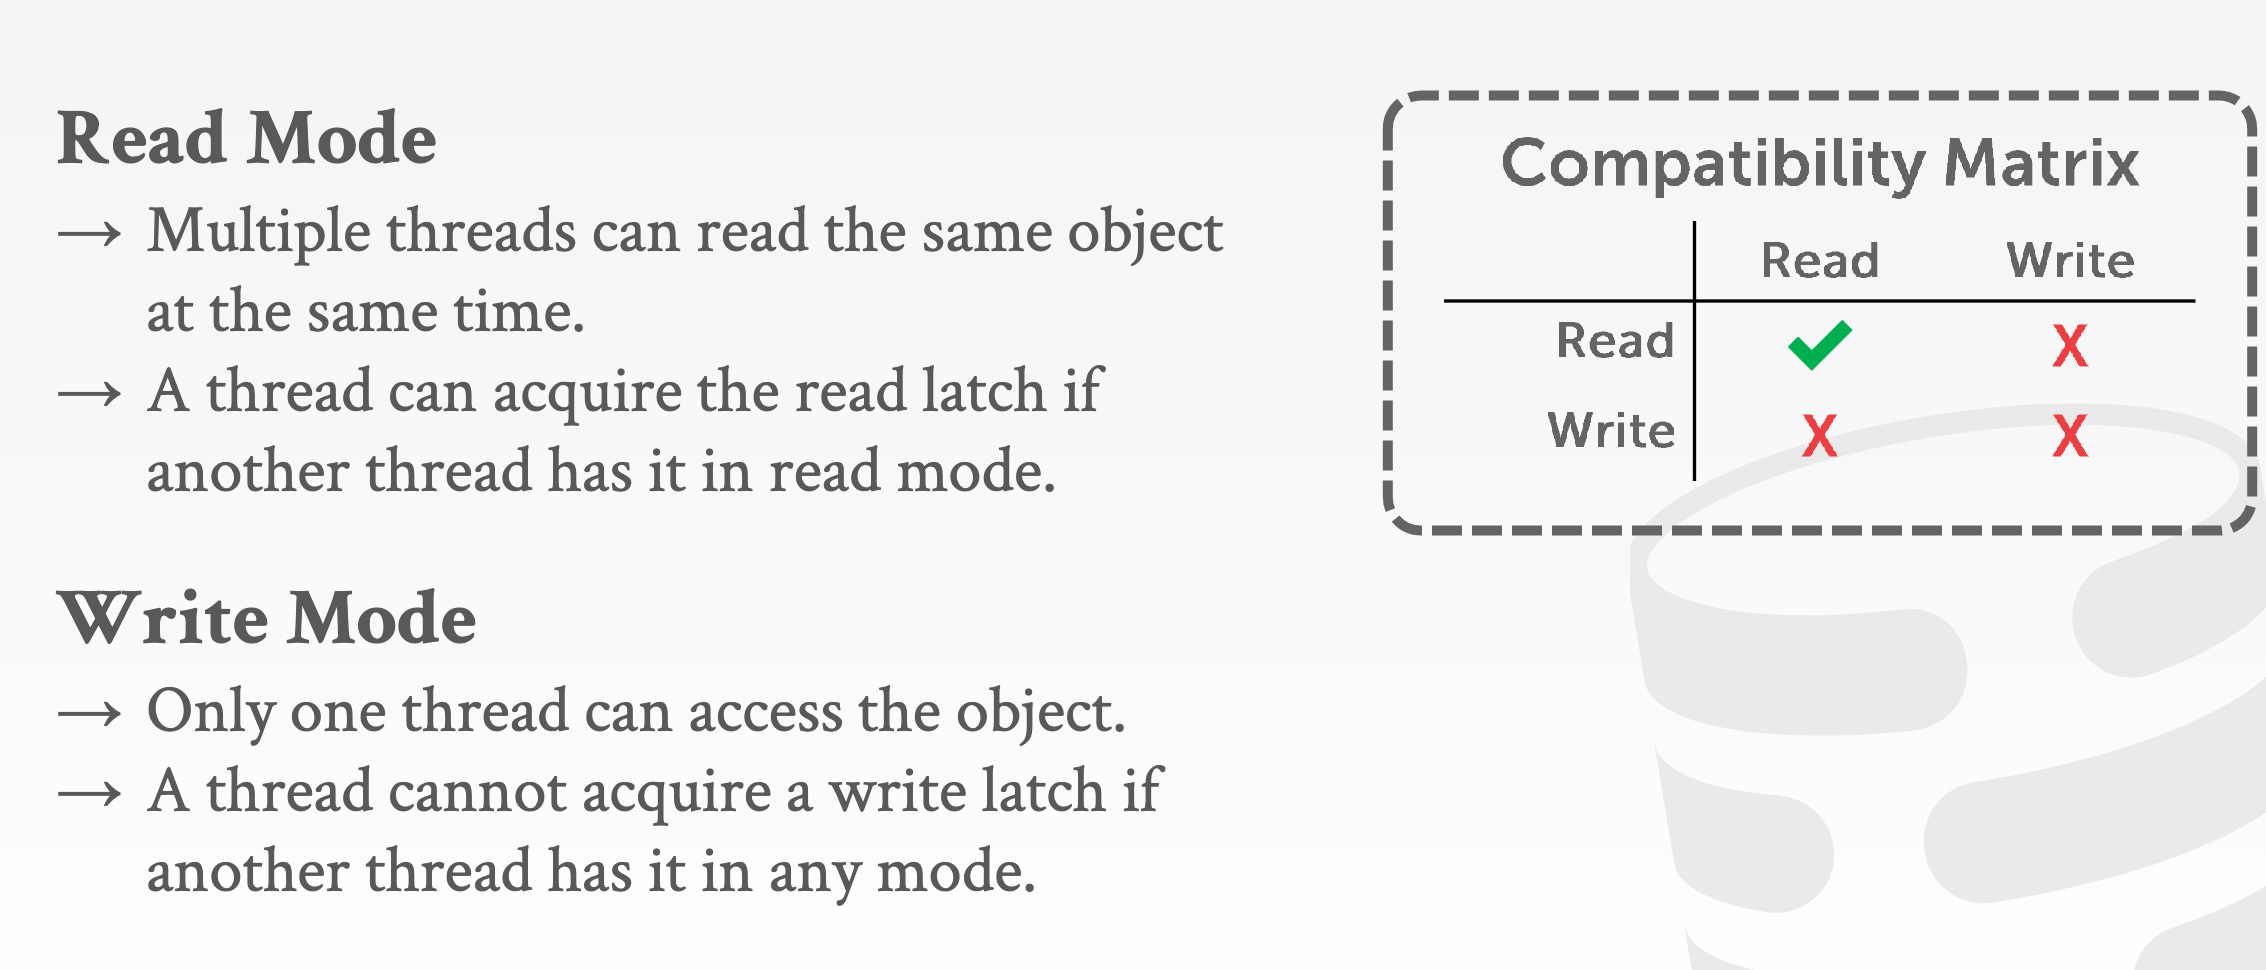 Read Mode
→ Multiple threads can read the same object
at the same time.
→ A thread can acquire the read latch if
another thread has it in read mode.
Write Mode
→ Only one thread can access the object.
→ A thread cannot acquire a write latch if
another thread has it in any mode.
Compatibility Matrix
Read Write
Read ✔ X
Write X X